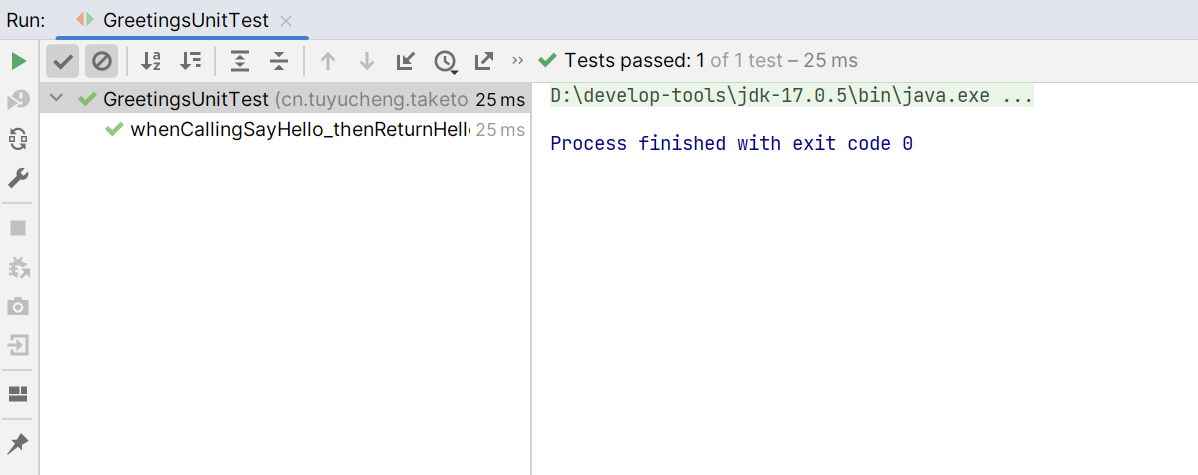 Run: GreetingsUnitTest
Tests passed: 1 of 1 test – 25 ms
GreetingsUnitTest (cn.tuyucheng.taketo 25 ms
whenCallingSayHello_thenReturnHell 25 ms
D:\develop-tools\jdk-17.0.5\bin\java.exe ...
Process finished with exit code 0